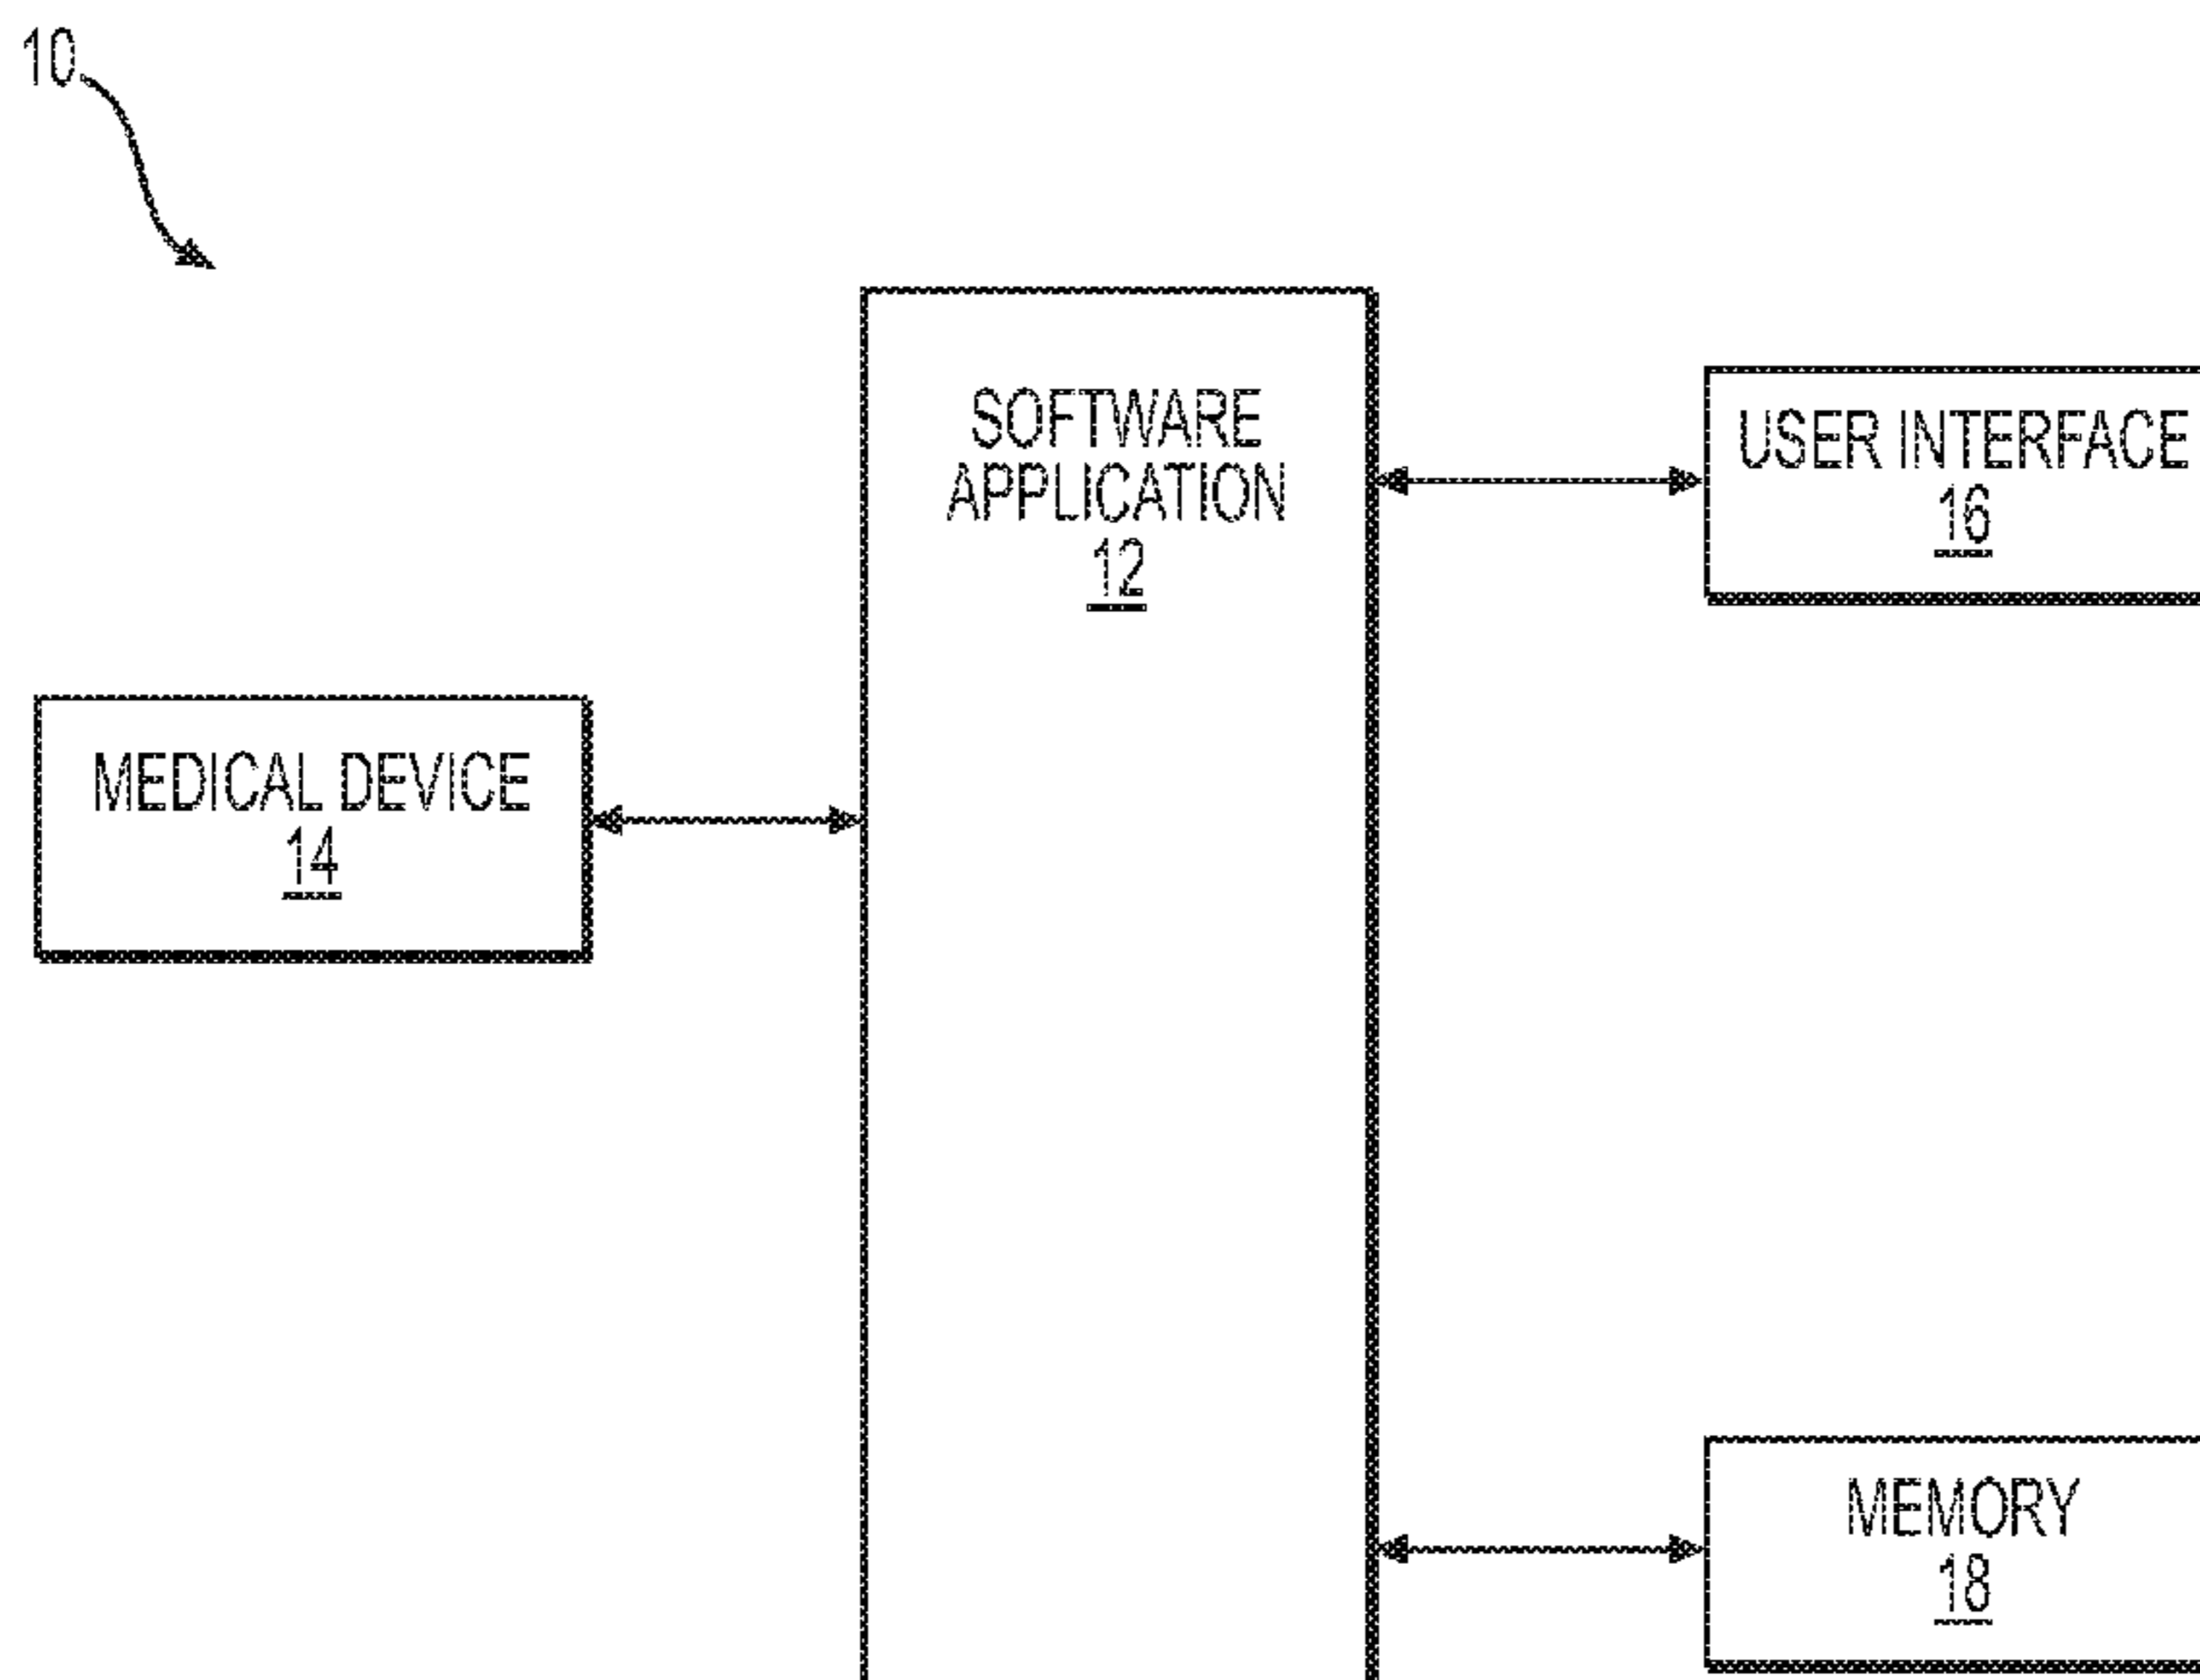 10
SOFTWARE
APPLICATION
12
USER INTERFACE
16
MEDICAL DEVICE
14
MEMORY
18